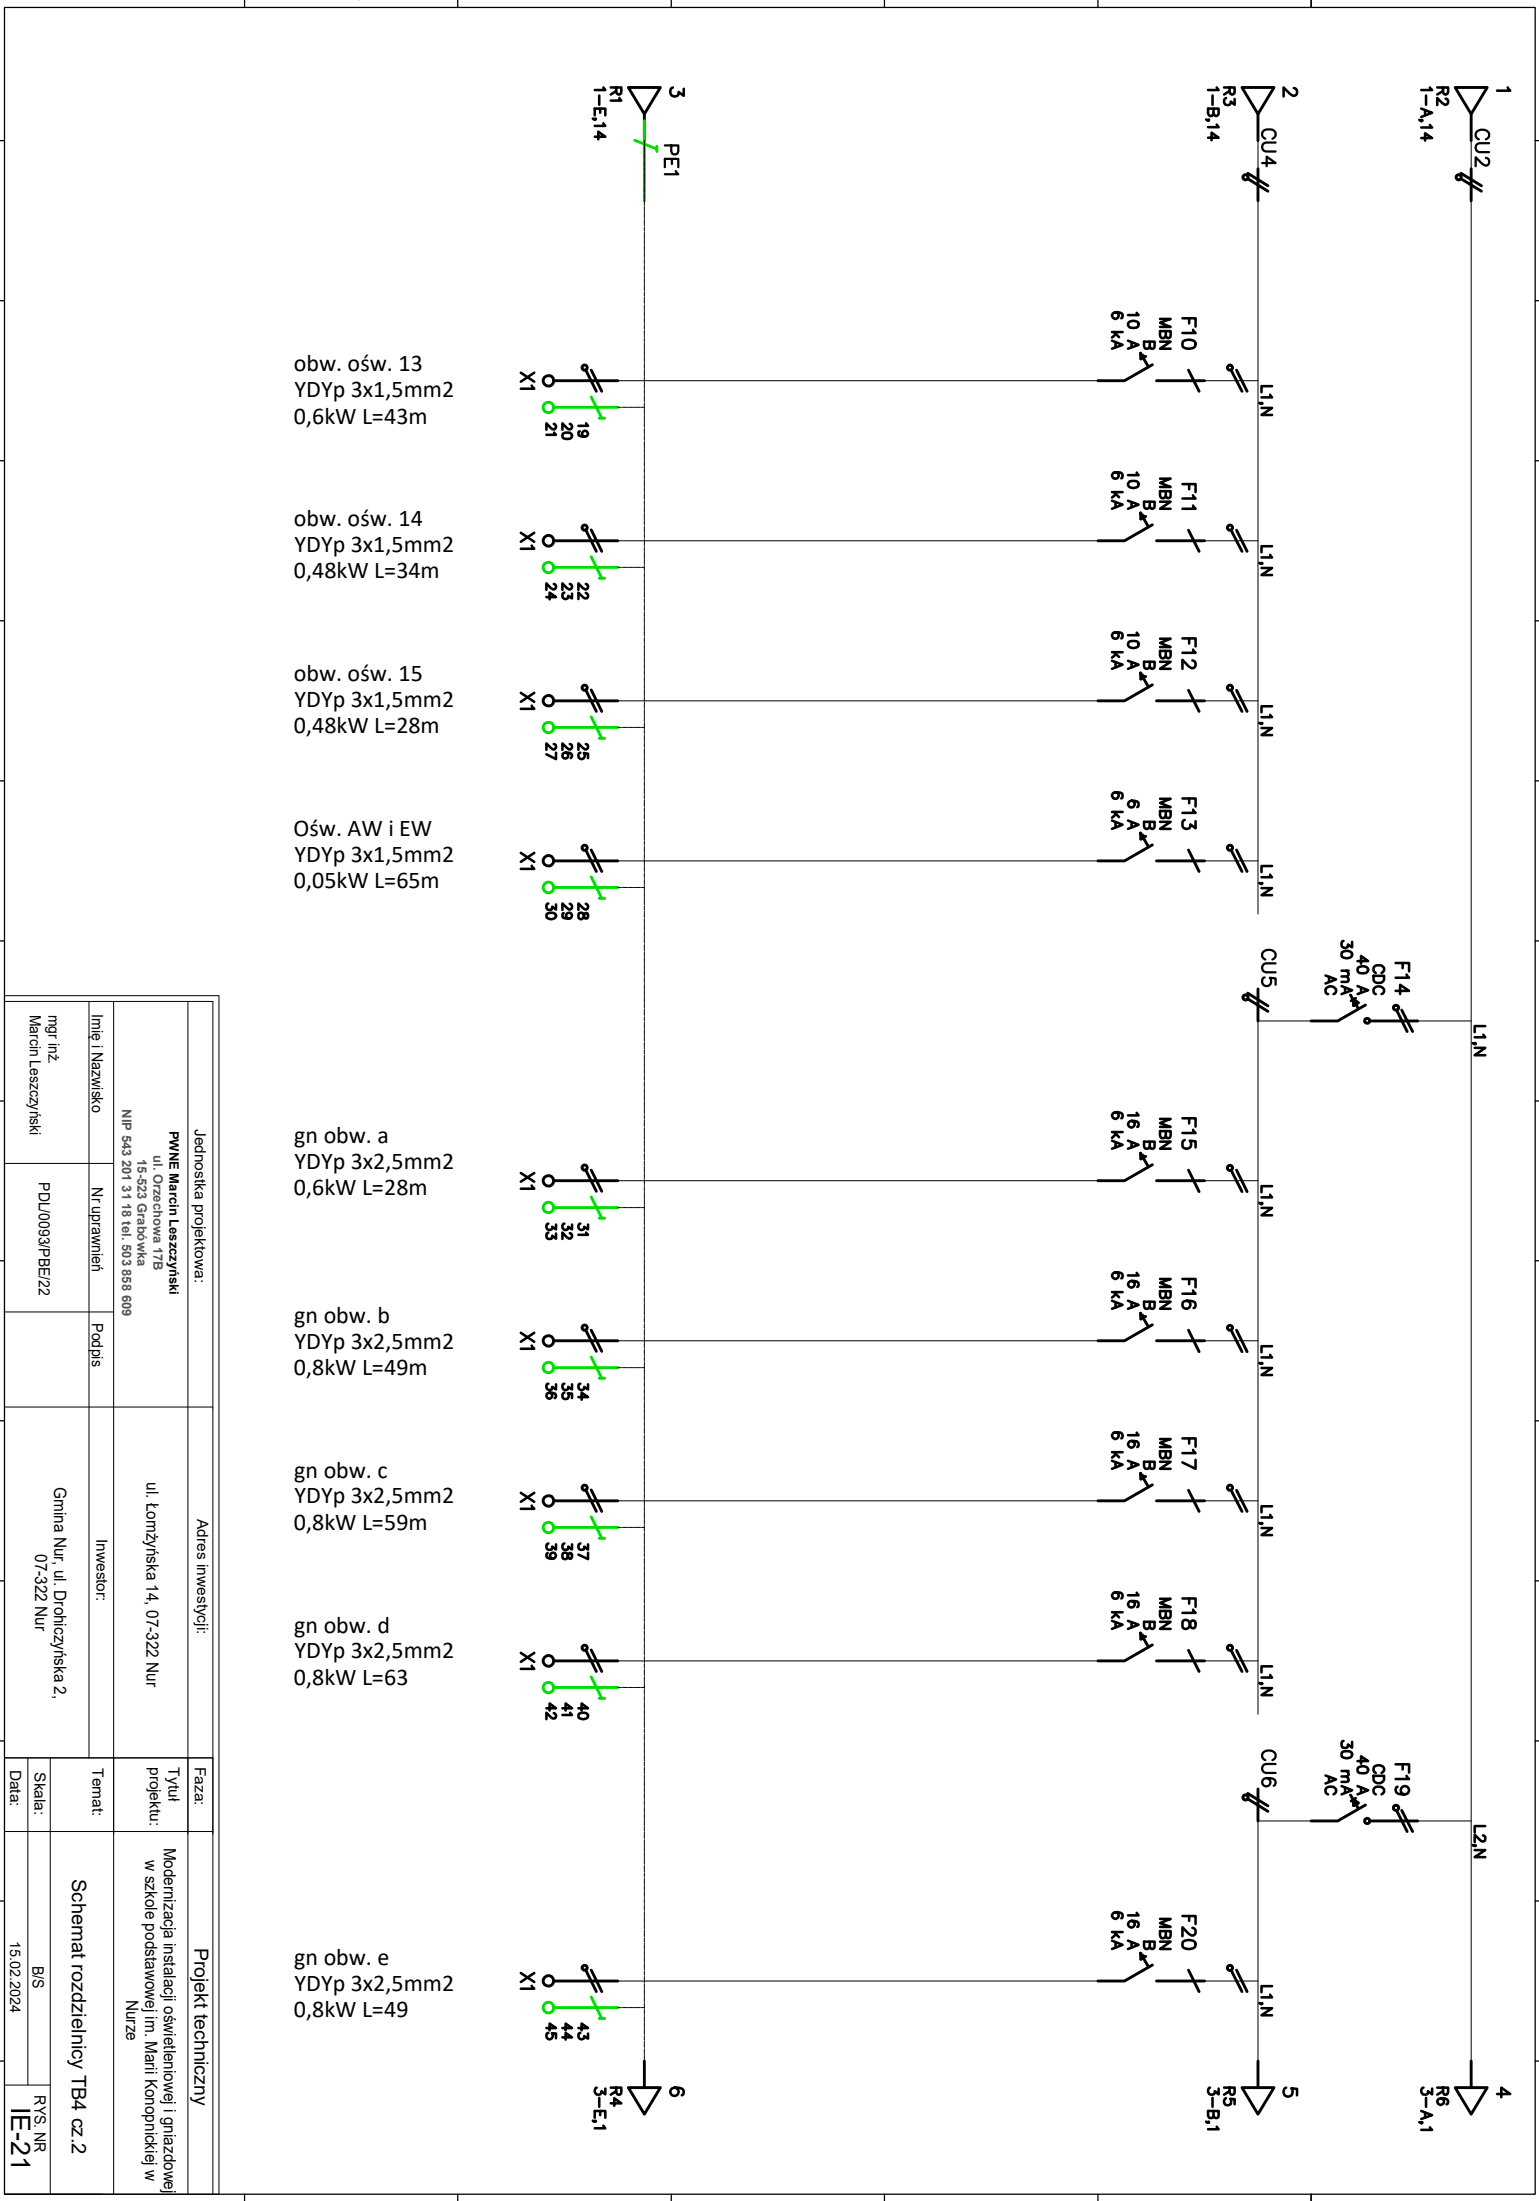 1
CU2
R2
1-A,14
2
CU4
R3
1-B,14
3
PE1
R1
1-E,14
F10
MBN
B
10 A
6 kA
L1,N
F11
MBN
B
10 A
6 kA
L1,N
F12
MBN
B
10 A
6 kA
L1,N
F13
MBN
B
6 A
6 kA
L1,N
F14
CDC
40 A
30 mA
AC
L1,N
CU5
F15
MBN
B
16 A
6 kA
L1,N
F16
MBN
B
16 A
6 kA
L1,N
F17
MBN
B
16 A
6 kA
L1,N
F18
MBN
B
16 A
6 kA
L1,N
F19
CDC
40 A
30 mA
AC
L2,N
CU6
F20
MBN
B
16 A
6 kA
L1,N
4
R6
3-A,1
5
R5
3-B,1
6
R4
3-E,1
X1
19
20
21
obw. ośw. 13
YDYp 3x1,5mm2
0,6kW L=43m
X1
22
23
24
obw. ośw. 14
YDYp 3x1,5mm2
0,48kW L=34m
X1
25
26
27
obw. ośw. 15
YDYp 3x1,5mm2
0,48kW L=28m
X1
28
29
30
Ośw. AW i EW
YDYp 3x1,5mm2
0,05kW L=65m
X1
31
32
33
gn obw. a
YDYp 3x2,5mm2
0,6kW L=28m
X1
34
35
36
gn obw. b
YDYp 3x2,5mm2
0,8kW L=49m
X1
37
38
39
gn obw. c
YDYp 3x2,5mm2
0,8kW L=59m
X1
40
41
42
gn obw. d
YDYp 3x2,5mm2
0,8kW L=63
X1
43
44
45
gn obw. e
YDYp 3x2,5mm2
0,8kW L=49
Jednostka projektowa:
PWNE Marcin Leszczyński
ul. Orzechowa 17B
15-523 Grabówka
NIP 543 201 31 18 tel. 503 858 609
Imię i Nazwisko
Nr uprawnień
Podpis
mgr inż.
Marcin Leszczyński
PDL/0093/PBE/22
Adres inwestycji:
ul. Łomżyńska 14, 07-322 Nur
Inwestor:
Gmina Nur, ul. Drohiczyńska 2,
07-322 Nur
Faza:
Projekt techniczny
Tytuł
projektu:
Modernizacja instalacji oświetleniowej i gniazdowej
w szkole podstawowej im. Marii Konopnickiej w
Nurze
Temat:
Schemat rozdzielnicy TB4 cz.2
Skala:
B/S
Data:
15.02.2024
RYS. NR
IE-21